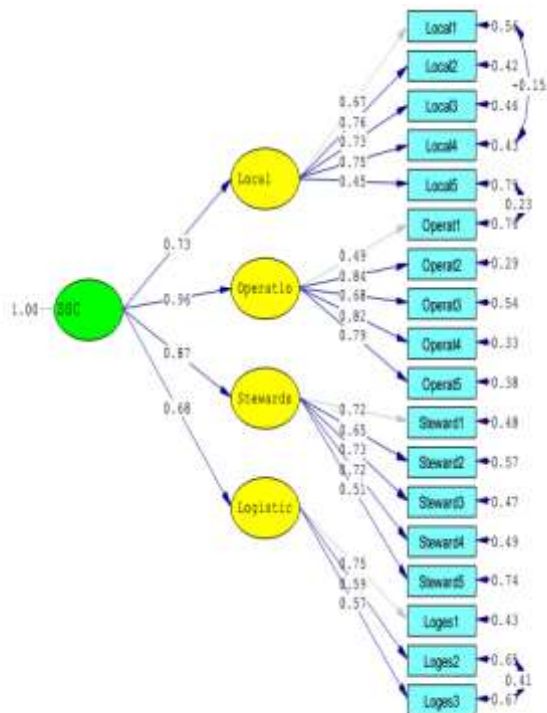 Local1 0.56
Local2 0.42
-0.15
0.67
0.76
Local3 0.46
0.73
Local4
0.75
Local
0.45
Local5
0.23
Operat1
0.73
0.49
Operat2 0.29
0.84
Operatio
0.68
Operat3 0.54
0.96
1.00
0.82
Operat4 0.33
0.79
Operat5 0.38
0.87
0.72
Steward1 0.48
Stewards
0.65
Steward2 0.57
0.68
0.73
0.72
Steward3 0.47
0.51
Logistic
Steward4 0.49
0.75
Steward5 0.74
0.59
0.57
Loges1 0.43
Loges2
0.41
Loges3 0.67